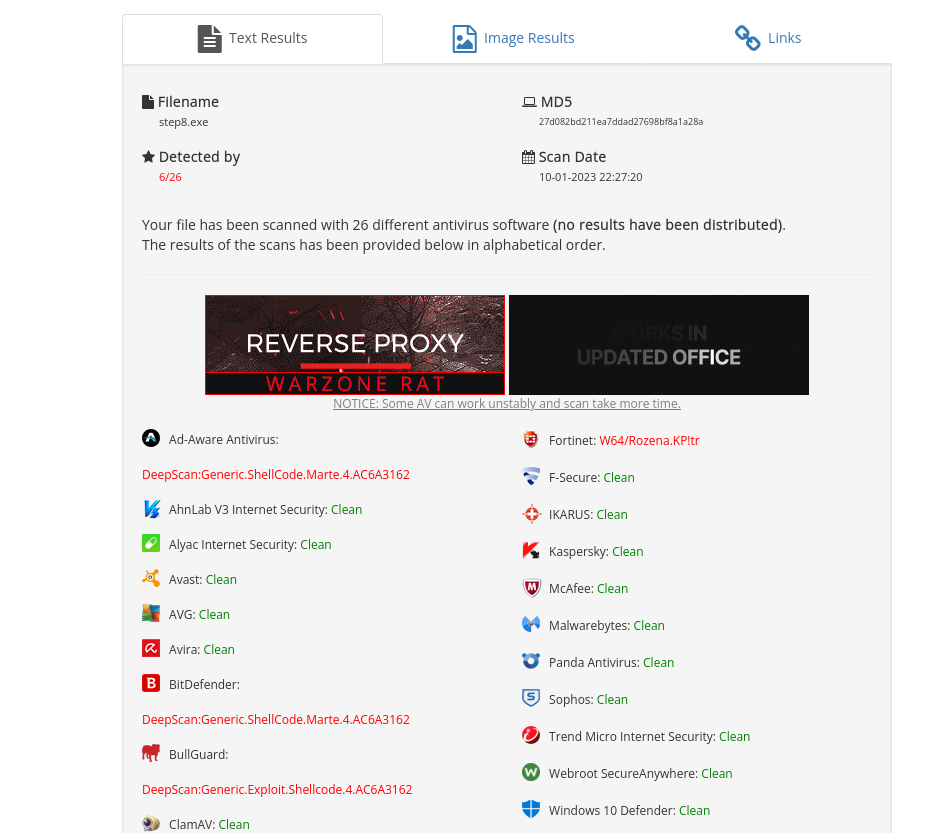 Text Results
Image Results
Links
Filename
step8.exe
MD5
27d082bd211ea7ddad27698bf8a1a28a
Detected by
6/26
Scan Date
10-01-2023 22:27:20
Your file has been scanned with 26 different antivirus software (no results have been distributed).
The results of the scans has been provided below in alphabetical order.
REVERSE PROXY
WARZONE RAT
WORKS IN
UPDATED OFFICE
NOTICE: Some AV can work unstably and scan take more time.
Ad-Aware Antivirus:
DeepScan:Generic.ShellCode.Marte.4.AC6A3162
AhnLab V3 Internet Security: Clean
Alyac Internet Security: Clean
Avast: Clean
AVG: Clean
Avira: Clean
BitDefender:
DeepScan:Generic.ShellCode.Marte.4.AC6A3162
BullGuard:
DeepScan:Generic.Exploit.Shellcode.4.AC6A3162
ClamAV: Clean
Fortinet: W64/Rozena.KP!tr
F-Secure: Clean
IKARUS: Clean
Kaspersky: Clean
McAfee: Clean
Malwarebytes: Clean
Panda Antivirus: Clean
Sophos: Clean
Trend Micro Internet Security: Clean
Webroot SecureAnywhere: Clean
Windows 10 Defender: Clean